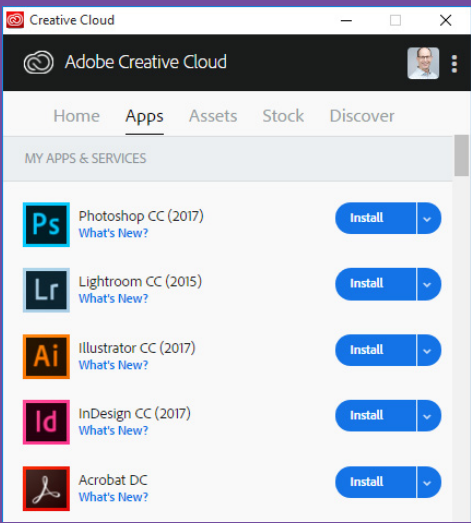 Creative Cloud
Adobe Creative Cloud
Home Apps Assets Stock Discover
MY APPS & SERVICES
Ps Photoshop CC (2017) Install
What's New?
Lr Lightroom CC (2015) Install
What's New?
Ai Illustrator CC (2017) Install
What's New?
Id InDesign CC (2017) Install
What's New?
Acrobat DC Install
What's New?